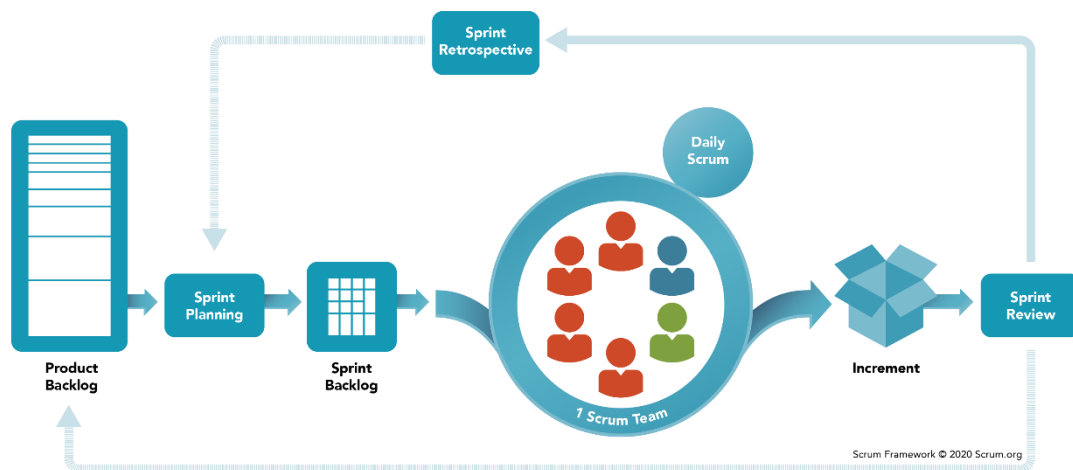 Sprint
Retrospective
Daily
Scrum
Sprint
Planning
Sprint
Review
Product
Backlog
Sprint
Backlog
Increment
1 Scrum Team
Scrum Framework © 2020 Scrum.org